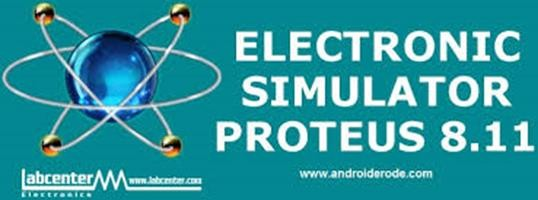 ELECTRONIC
SIMULATOR
PROTEUS 8.11
www.androiderode.com
labcenter www.labcenter.com
Electronics